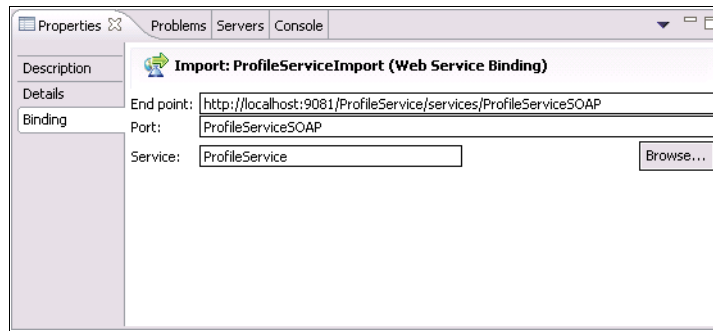 Properties Problems Servers Console
Description
Details
Binding
Import: ProfileServiceImport (Web Service Binding)
End point: http://localhost:9081/ProfileService/services/ProfileServiceSOAP
Port: ProfileServiceSOAP
Service: ProfileService Browse...